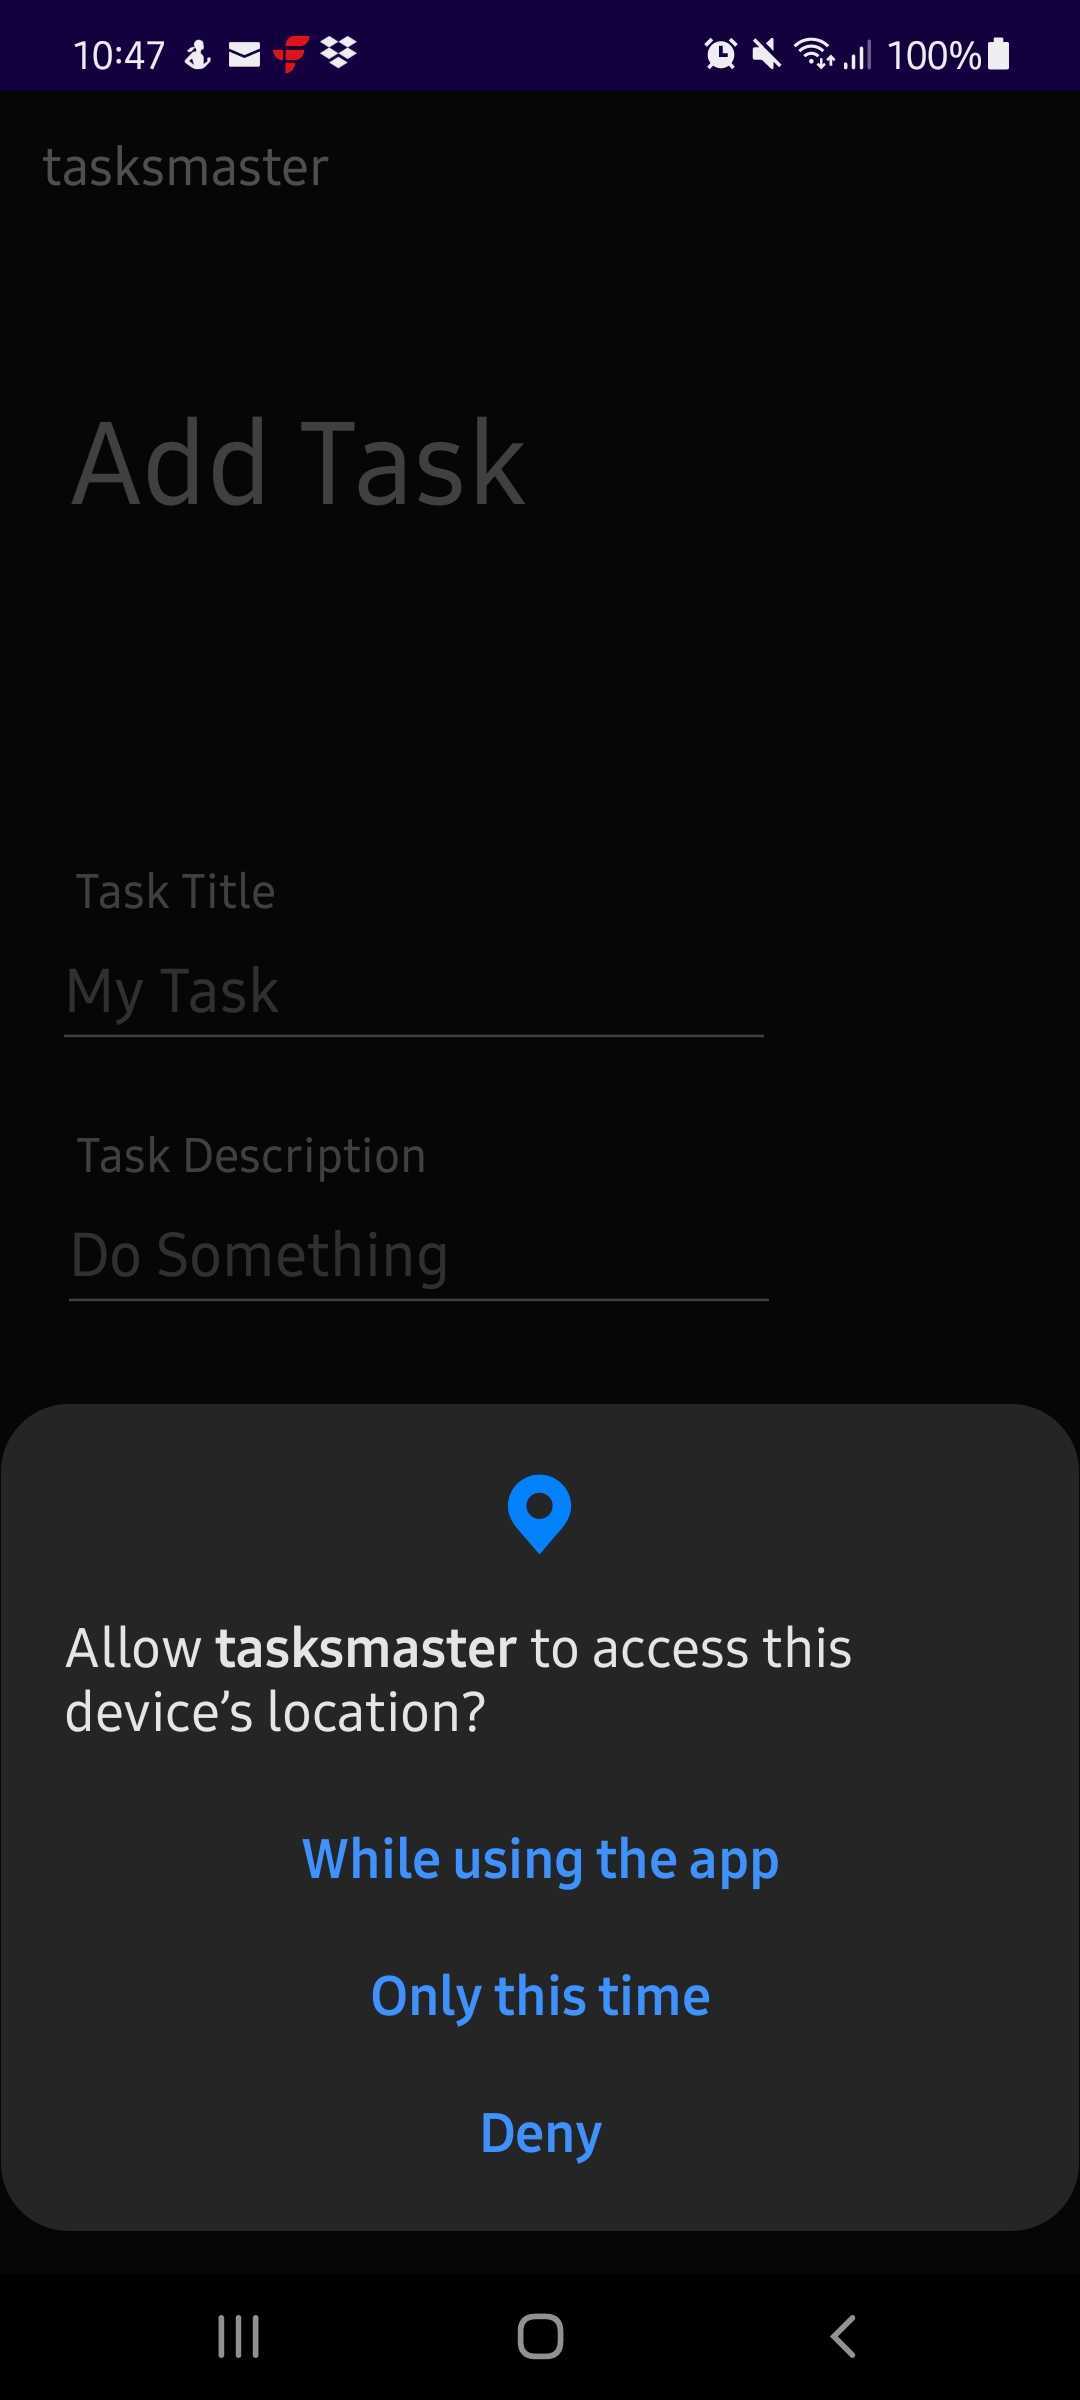 10:47 100%
tasksmaster
Add Task
Task Title
My Task
Task Description
Do Something
Allow tasksmaster to access this
device’s location?
While using the app
Only this time
Deny